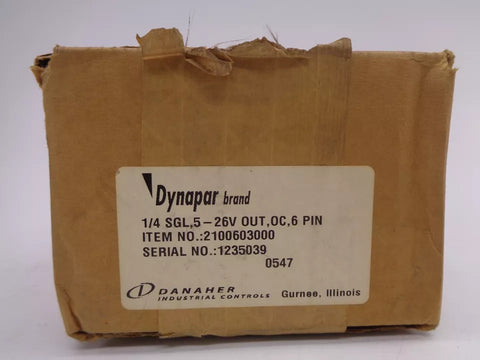 Dynapar brand
1/4 SGL,5-26V OUT,OC,6 PIN
ITEM NO.:2100603000
SERIAL NO.:1235039
0547
DANAHER
INDUSTRIAL CONTROLS Gurnee, Illinois